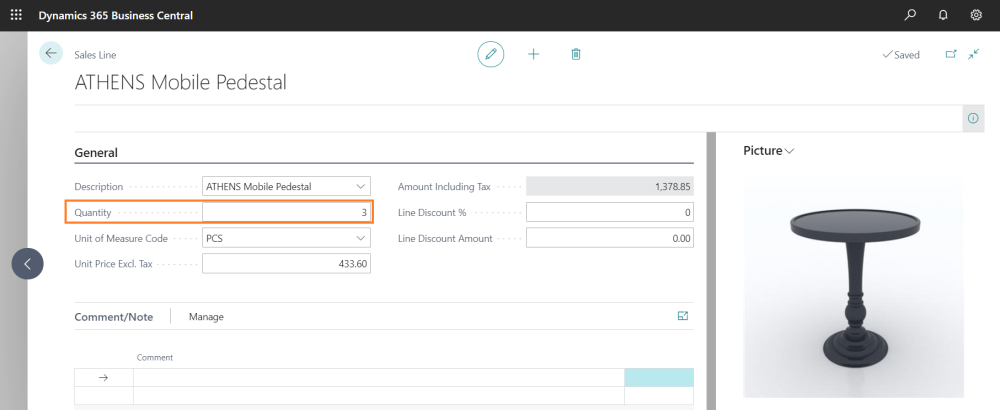 Dynamics 365 Business Central
Sales Line
Saved
ATHENS Mobile Pedestal
General
Description ATHENS Mobile Pedestal
Quantity 3
Unit of Measure Code PCS
Unit Price Excl. Tax 433.60
Amount Including Tax 1,378.85
Line Discount % 0
Line Discount Amount 0.00
Picture
Comment/Note Manage
Comment